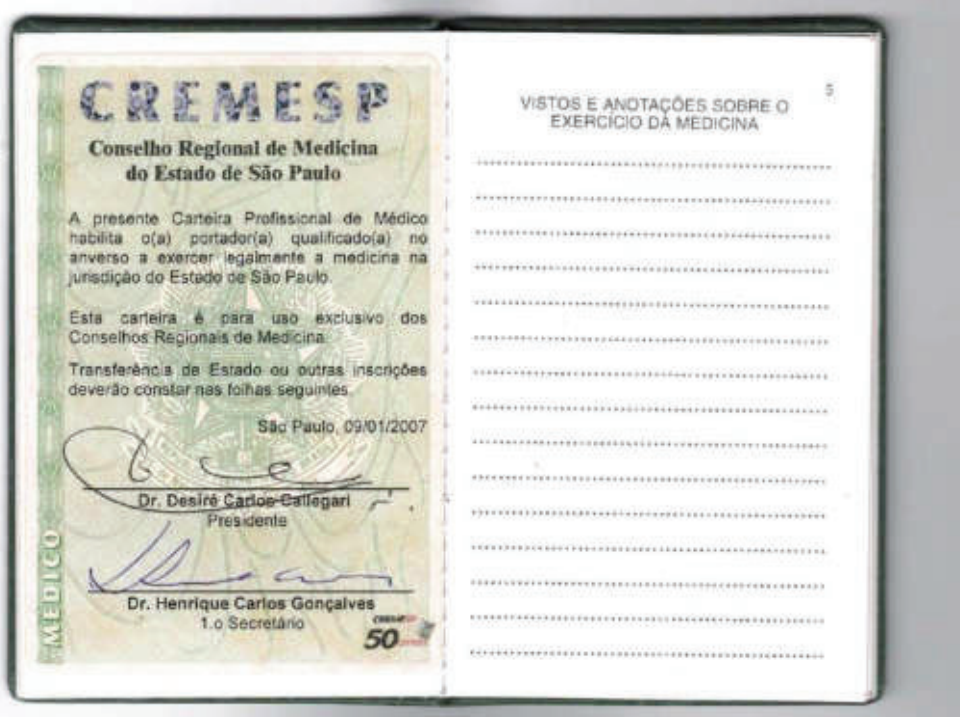 CREMESP
Conselho Regional de Medicina
do Estado de São Paulo
A presente Carteira Profissional de Médico
habilita o(a) portador(a) qualificado(a) no
anverso a exercer legalmente a medicina na
jurisdição do Estado de São Paulo.
Esta carteira é para uso exclusivo dos
Conselhos Regionais de Medicina.
Transferência de Estado ou outras inscrições
deverão constar nas folhas seguintes.
São Paulo, 09/01/2007
Dr. Desiré Carlos Callegari
Presidente
Dr. Henrique Carlos Gonçalves
1.o Secretário
50
MÉDICO
5
VISTOS E ANOTAÇÕES SOBRE O
EXERCÍCIO DA MEDICINA